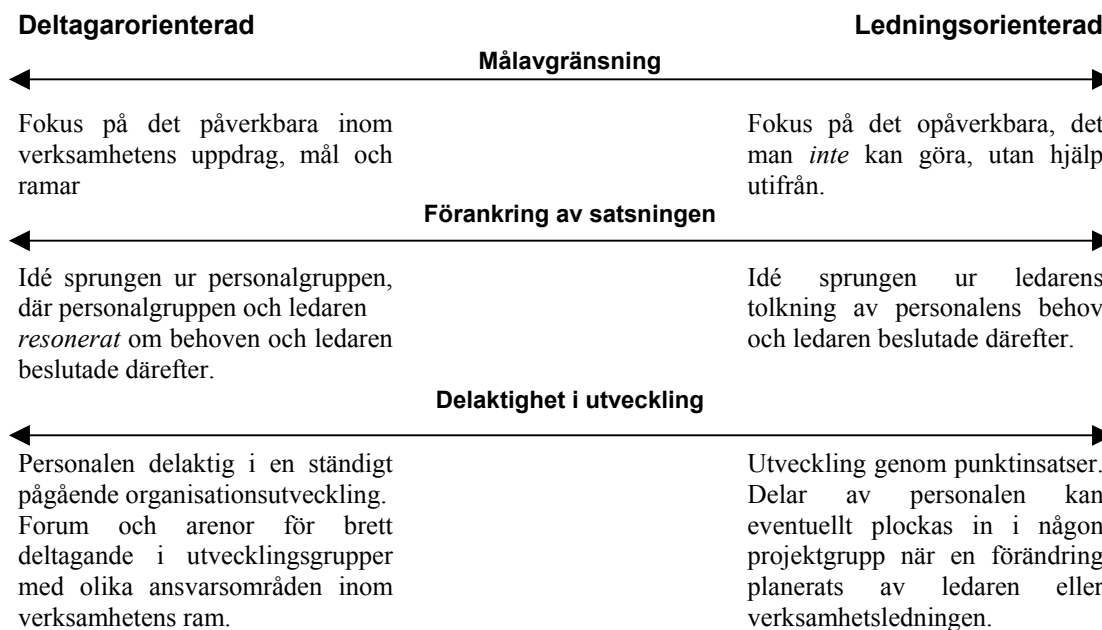 Deltagarorienterad
Ledningsorienterad
Målavgränsning
Fokus på det påverkbara inom
verksamhetens uppdrag, mål och
ramar
Fokus på det opåverkbara, det
man inte kan göra, utan hjälp
utifrån.
Förankring av satsningen
Idé sprungen ur personalgruppen,
där personalgruppen och ledaren
resonerat om behoven och ledaren
beslutade därefter.
Idé sprungen ur ledarens
tolkning av personalens behov
och ledaren beslutade därefter.
Delaktighet i utveckling
Personalen delaktig i en ständigt
pågående organisationsutveckling.
Forum och arenor för brett
deltagande i utvecklingsgrupper
med olika ansvarsområden inom
verksamhetens ram.
Utveckling genom punktinsatser.
Delar av personalen kan
eventuellt plockas in i någon
projektgrupp när en förändring
planerats av ledaren eller
verksamhetsledningen.